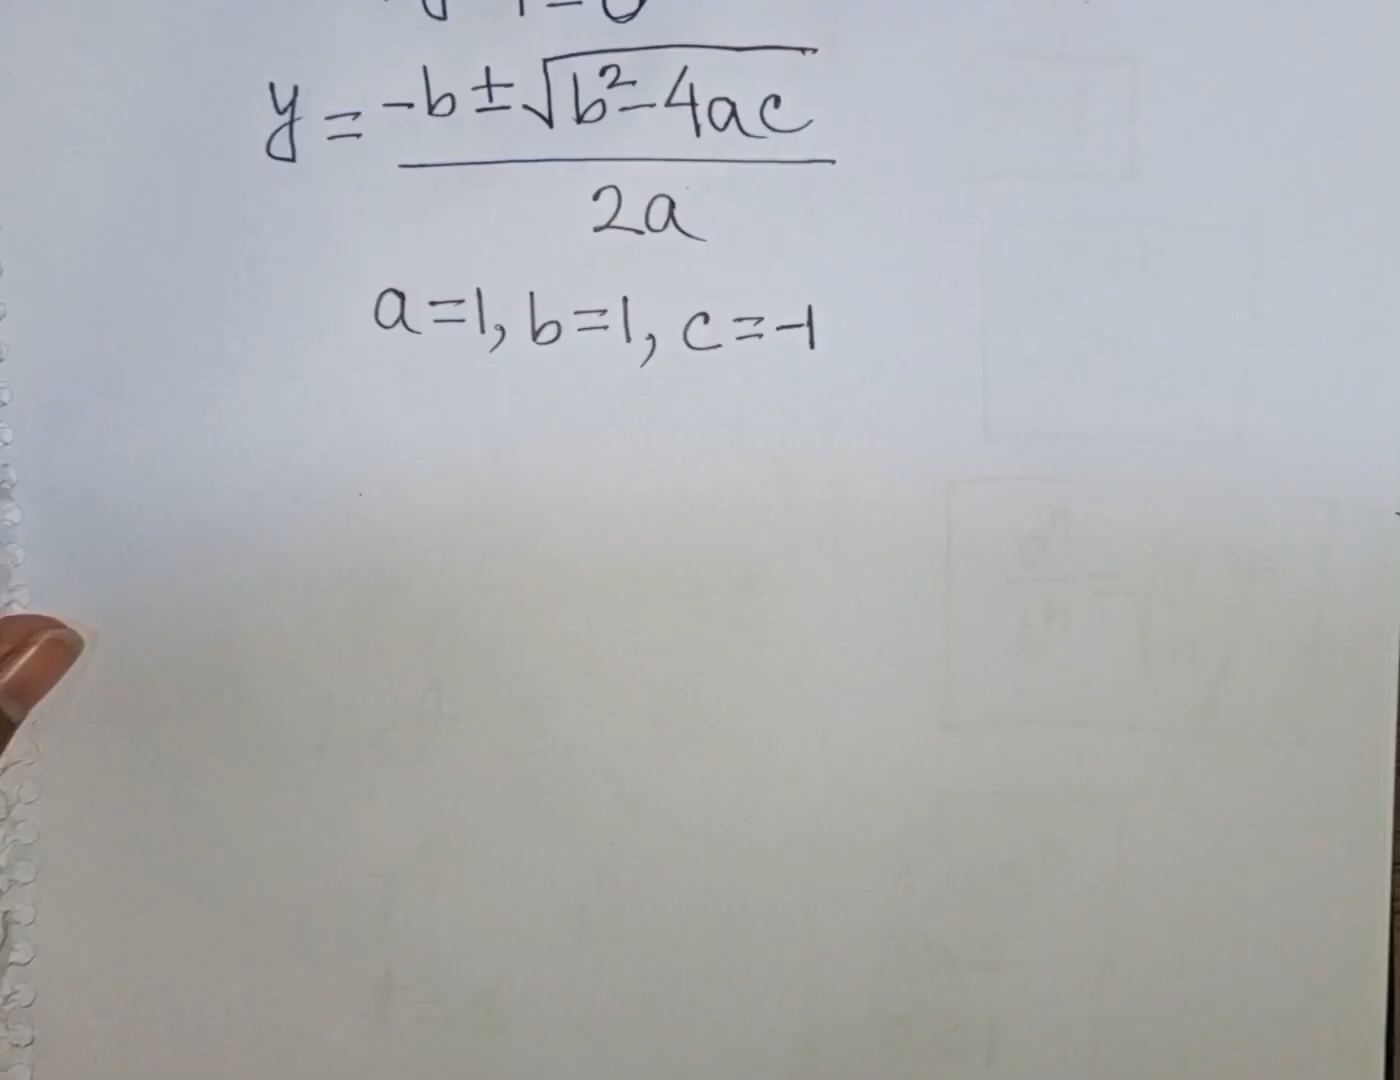 y = -b ± √b² - 4ac
2a
a = 1, b = 1, c = -1